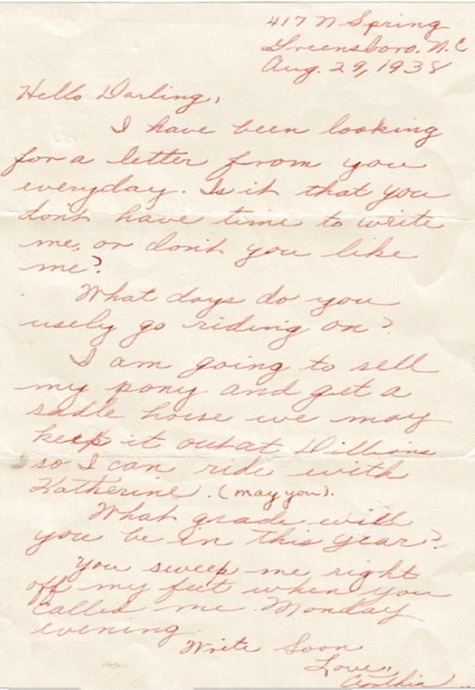 417 N Spring
Greensboro, N.C
Aug. 29, 1938
Hello Darling,
I have been looking
for a letter from you
everyday. Is it that you
don't have time to write
me, or don't you like
me?
What days do you
usely go riding on?
I am going to sell
my pony and get a
sadle horse we may
keep it out at Dillions
so I can ride with
Katherine. (may you).
What grade will
you be in this year?
You sweep me right
off my feet when you
called me Monday
evening.
Write Soon
Love,
Cynthia